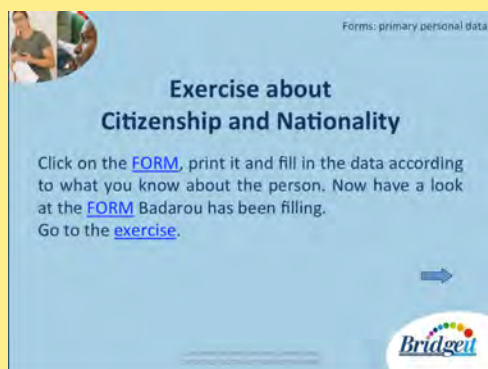 Forms: primary personal data
Exercise about
Citizenship and Nationality
Click on the FORM, print it and fill in the data according
to what you know about the person. Now have a look
at the FORM Badarou has been filling.
Go to the exercise.
Bridgeit